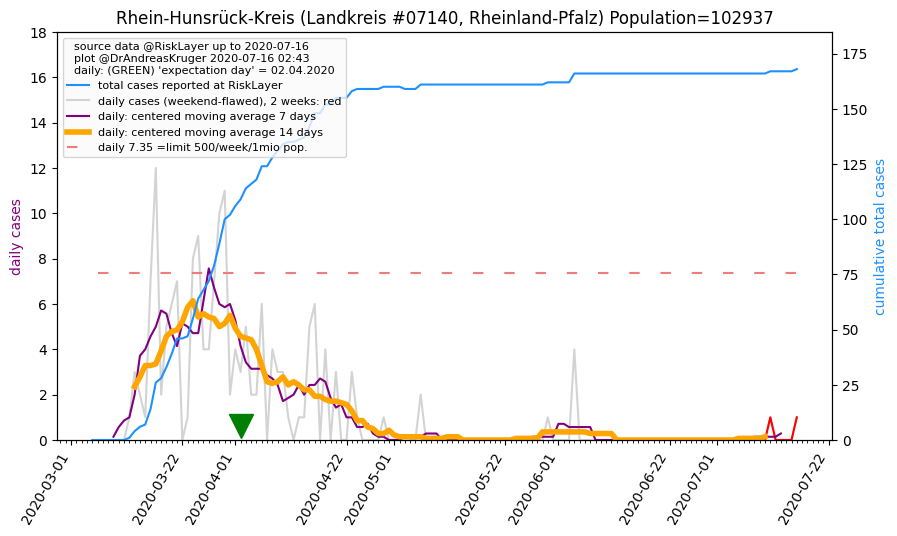 Rhein-Hunsrück-Kreis (Landkreis #07140, Rheinland-Pfalz) Population=102937
source data @RiskLayer up to 2020-07-16
plot @DrAndreasKruger 2020-07-16 02:43
daily: (GREEN) 'expectation day' = 02.04.2020
total cases reported at RiskLayer
daily cases (weekend-flawed), 2 weeks: red
daily: centered moving average 7 days
daily: centered moving average 14 days
daily 7.35 =limit 500/week/1mio pop.
daily cases
18
16
14
12
10
8
6
4
2
0
cumulative total cases
175
150
125
100
75
50
25
0
2020-03-01
2020-03-22
2020-04-01
2020-04-22
2020-05-01
2020-05-22
2020-06-01
2020-06-22
2020-07-01
2020-07-22